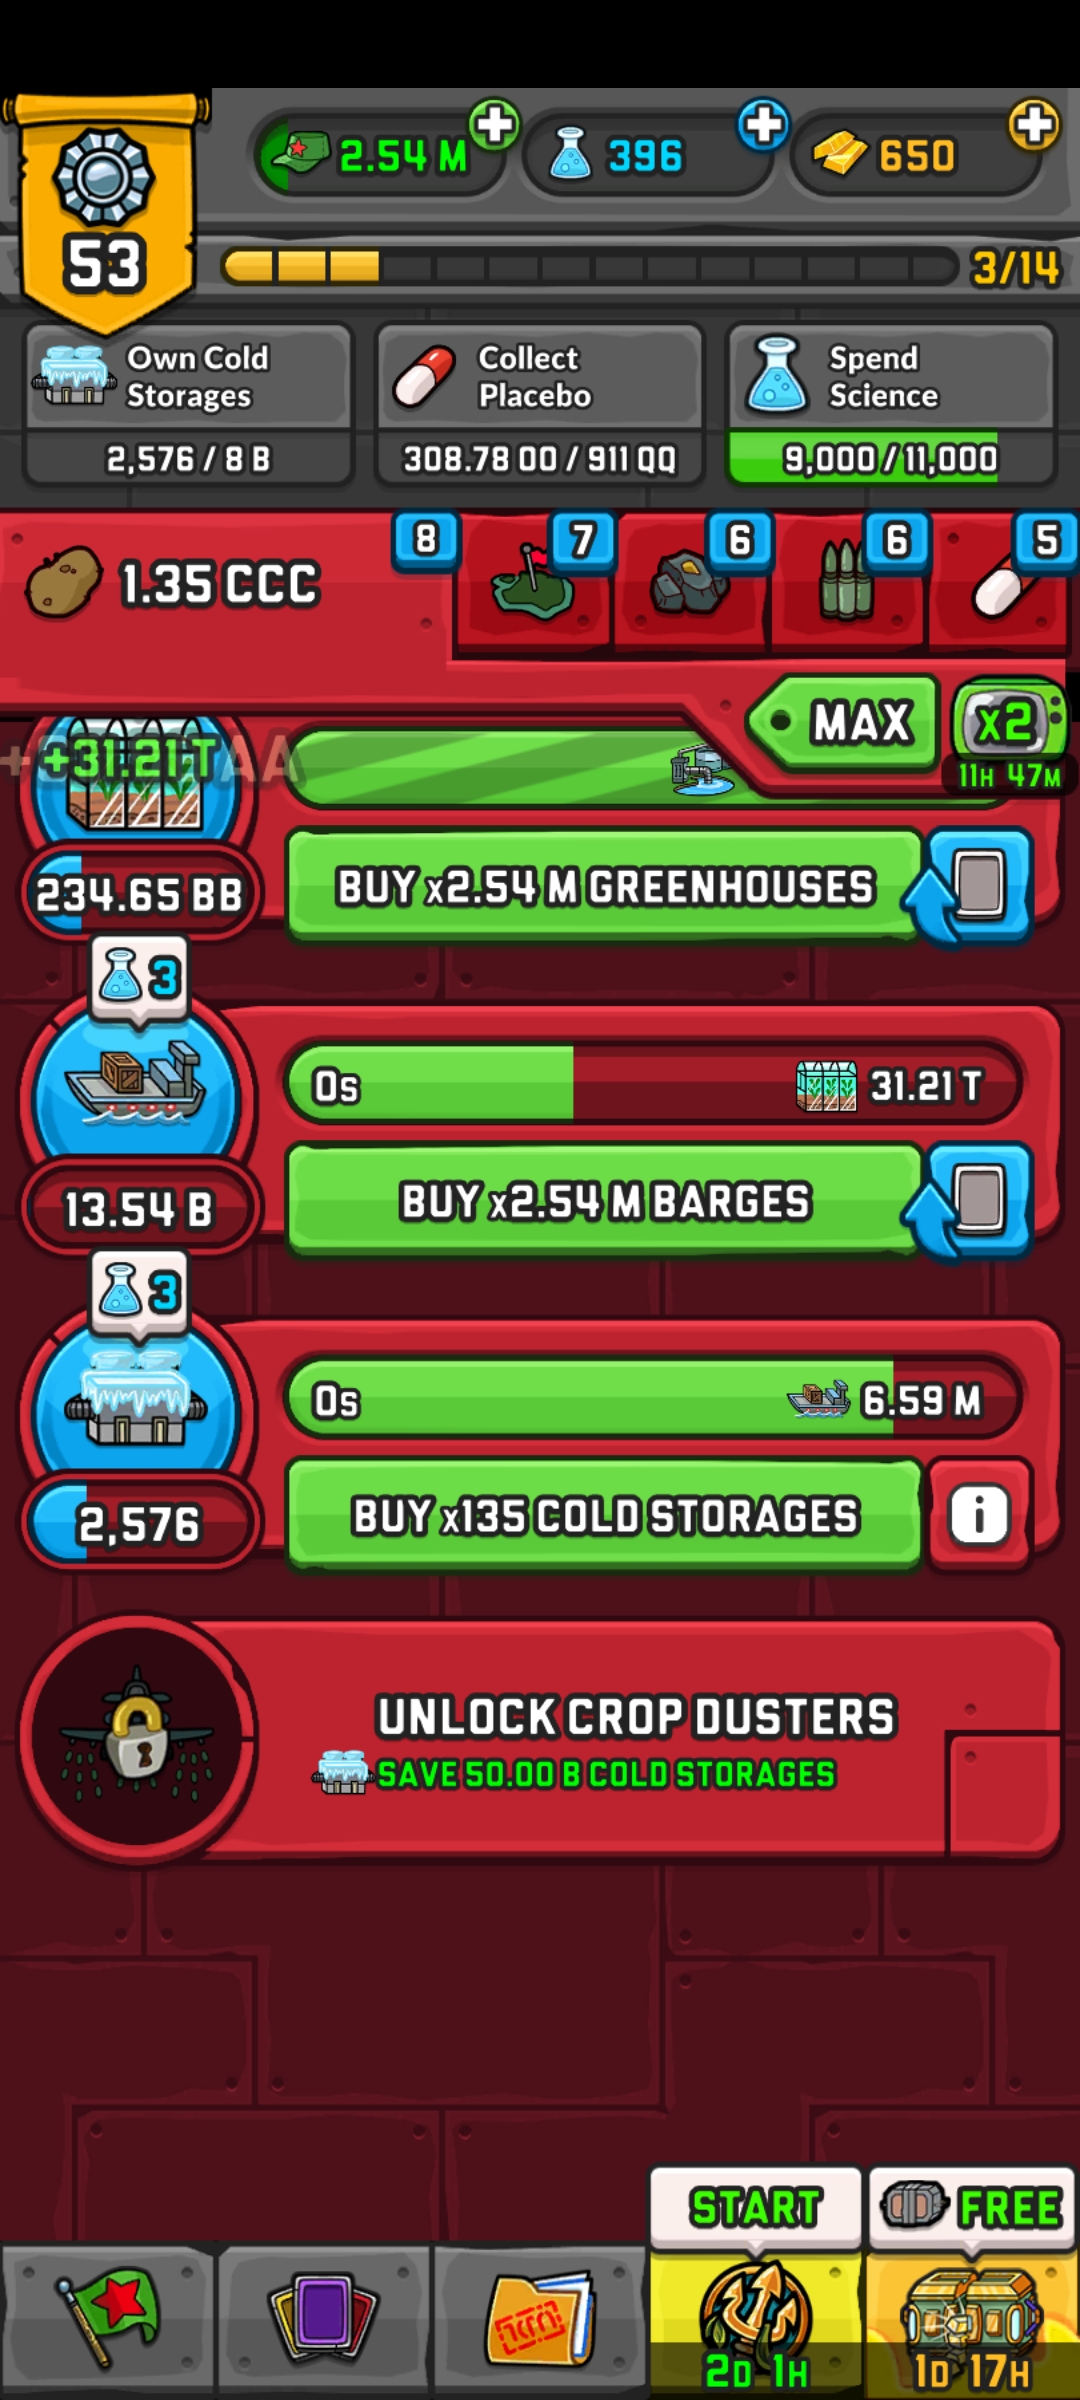 2.54 M
396
650
53
3/14
Own Cold
Storages
2,576 / 8 B
Collect
Placebo
308.78 OO / 911 QQ
Spend
Science
9,000 / 11,000
1.35 CCC
8
7
6
6
5
MAX
x2
11H 47M
+31.21 T
234.65 BB
BUY x2.54 M GREENHOUSES
3
0s
31.21 T
13.54 B
BUY x2.54 M BARGES
3
0s
6.59 M
2,576
BUY x135 COLD STORAGES
i
UNLOCK CROP DUSTERS
SAVE 50.00 B COLD STORAGES
START
FREE
2D 1H
1D 17H